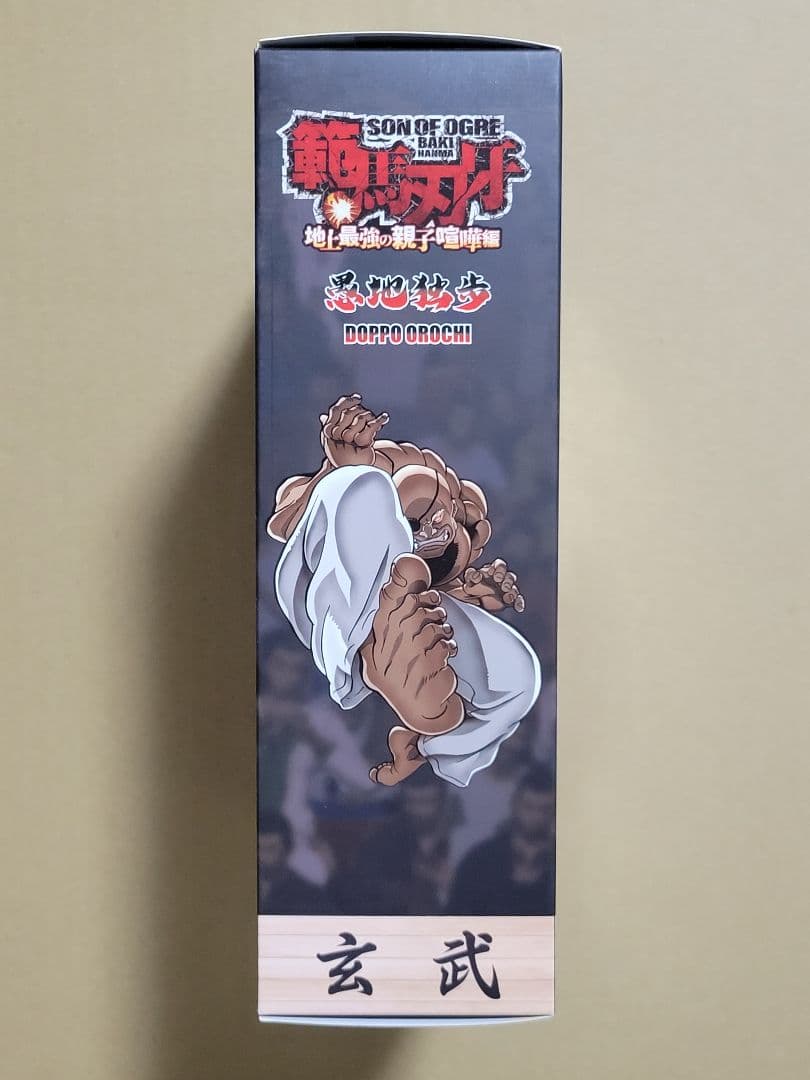 SON OF OGRE
BAKI
HANMA
範馬刃牙
地上最強の親子喧嘩編
愚地独歩
DOPPO OROCHI
玄武